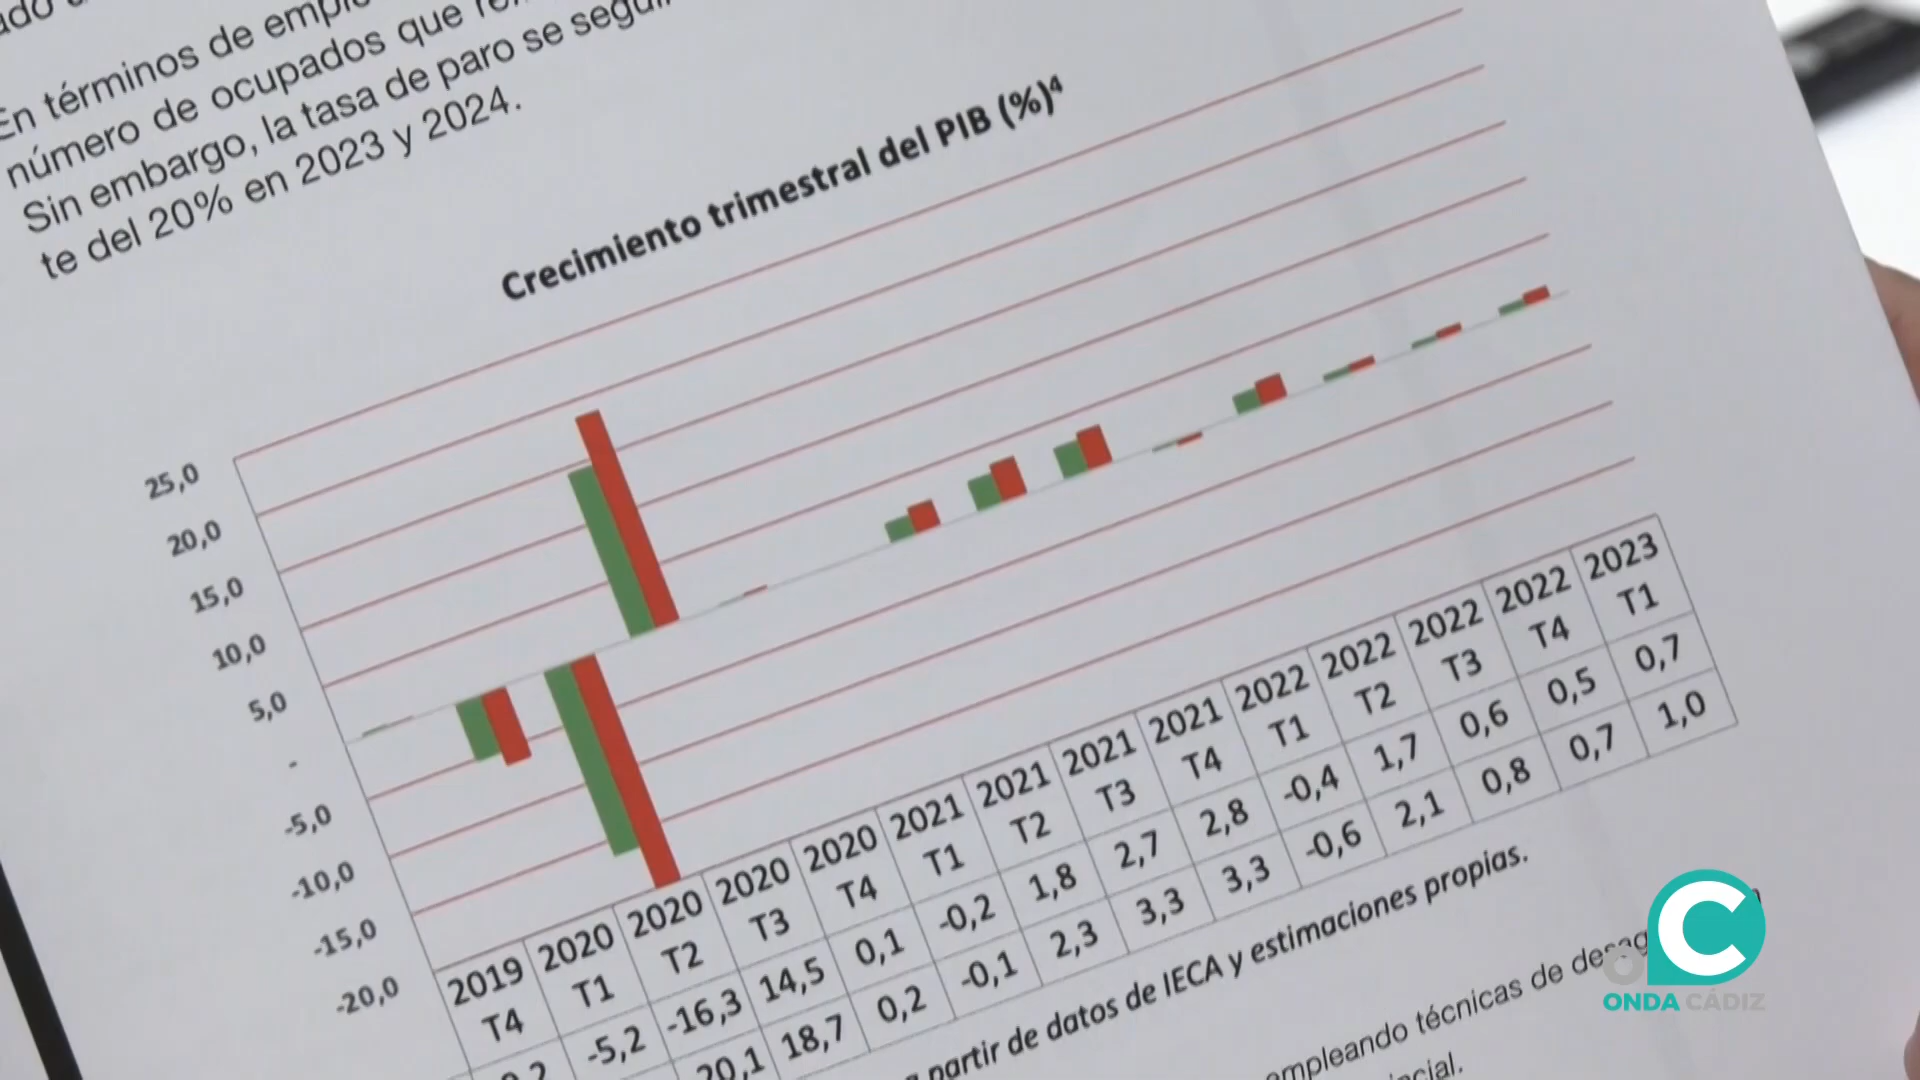 En términos de
número de ocupados que
Sin embargo, la tasa de paro se
te del 20% en 2023 y 2024.
Crecimiento trimestral del PIB (%)⁴
25,0
20,0
15,0
10,0
5,0
-
-5,0
-10,0
-15,0
-20,0
2019 T4 2020 T1 2020 T2 2020 T3 2020 T4 2021 T1 2021 T2 2021 T3 2021 T4 2022 T1 2022 T2 2022 T3 2022 T4 2023 T1
-5,2 -16,3 14,5 0,1 -0,2 1,8 2,7 2,8 -0,4 1,7 0,6 0,5 0,7
20,1 18,7 0,2 -0,1 2,3 3,3 3,3 -0,6 2,1 0,8 0,7 1,0
partir de datos de IECA y estimaciones propias.
empleando técnicas de
ONDA CÁDIZ